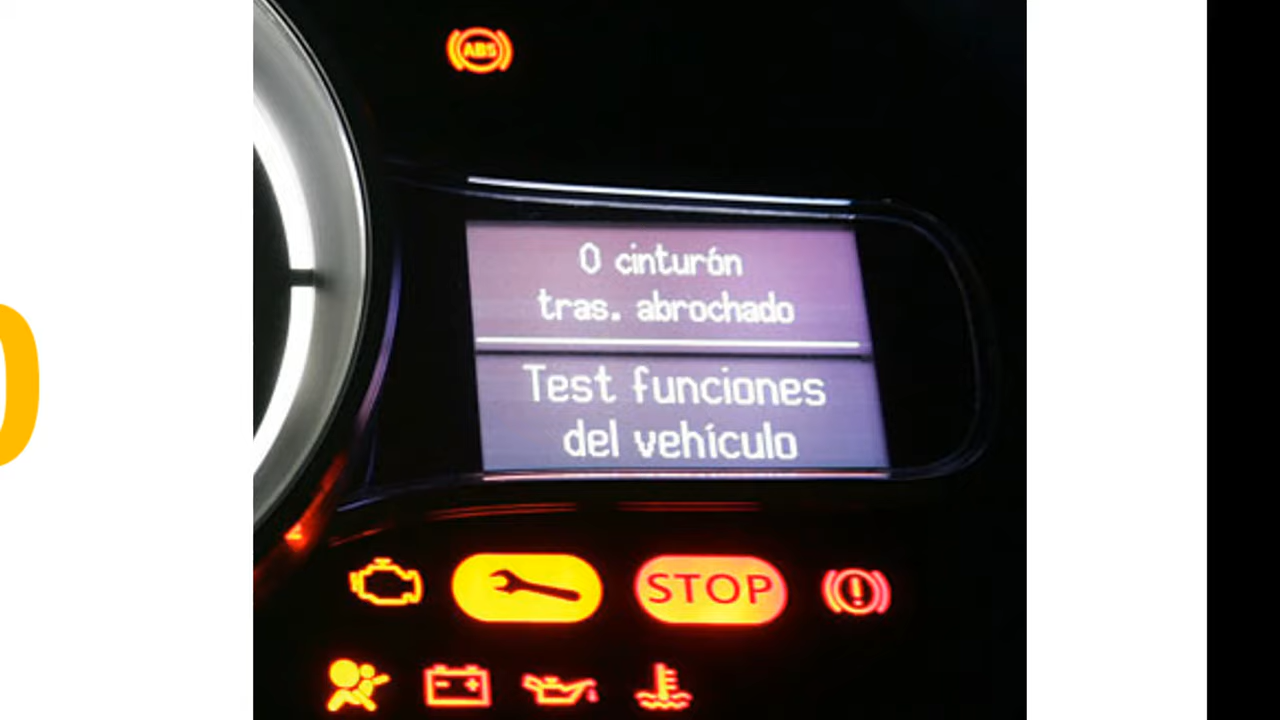 ABS
0 cinturón
tras. abrochado
Test funciones
del vehículo
STOP